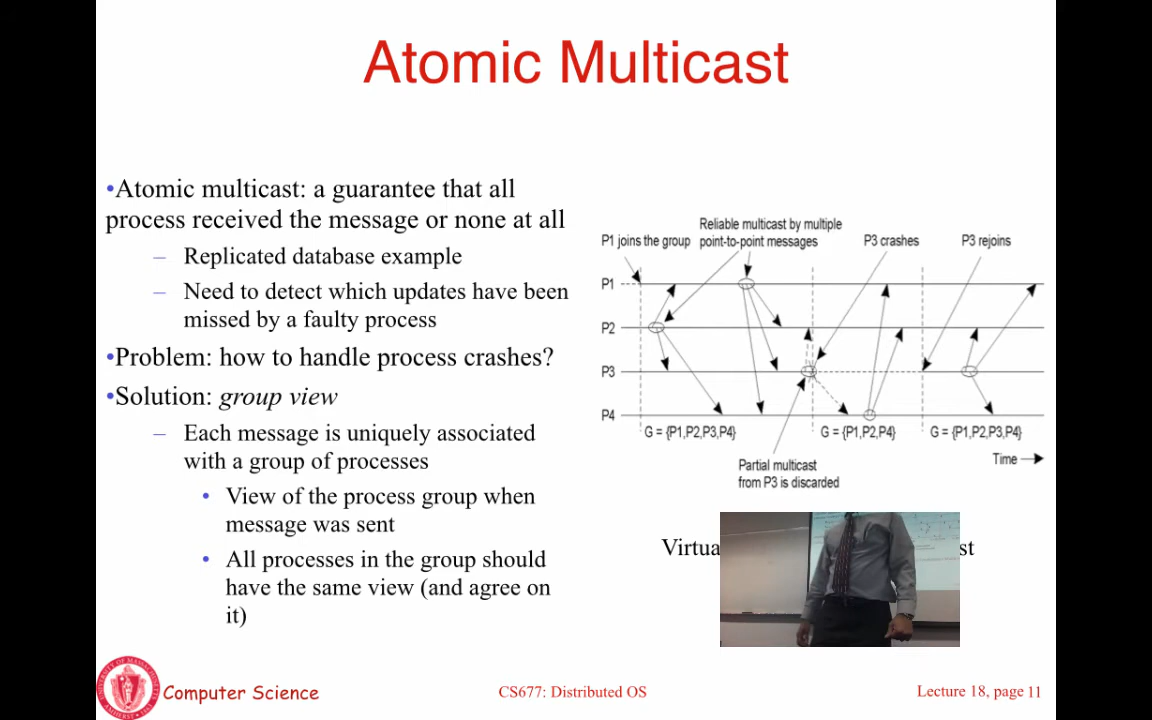 Atomic Multicast
•Atomic multicast: a guarantee that all
process received the message or none at all
– Replicated database example
– Need to detect which updates have been
missed by a faulty process
•Problem: how to handle process crashes?
•Solution: group view
– Each message is uniquely associated
with a group of processes
• View of the process group when
message was sent
• All processes in the group should
have the same view (and agree on
it)
Reliable multicast by multiple
P1 joins the group
point-to-point messages
P3 crashes
P3 rejoins
P1
P2
P3
P4
G = {P1,P2,P3,P4}
G = {P1,P2,P4}
G = {P1,P2,P3,P4}
Time
Partial multicast
from P3 is discarded
Computer Science
CS677: Distributed OS
Lecture 18, page 11